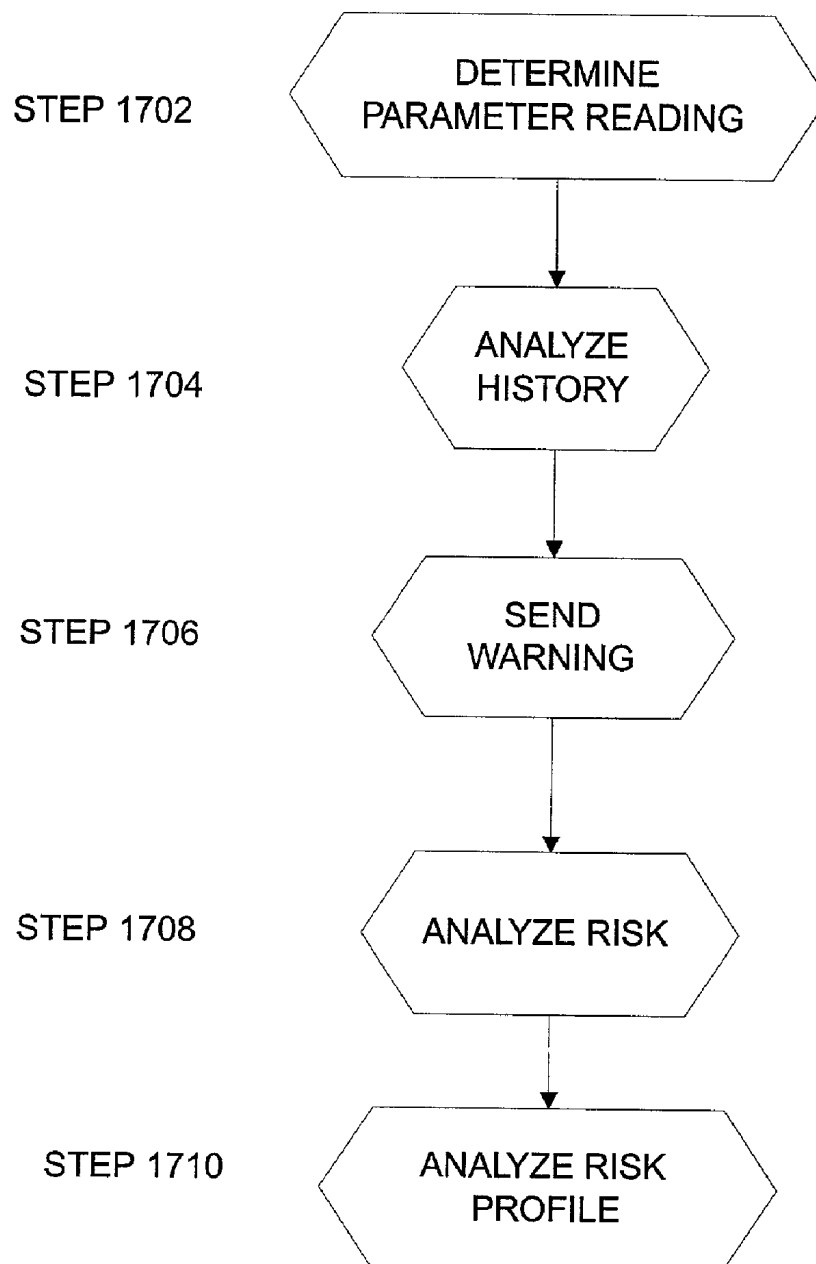 STEP 1702
DETERMINE
PARAMETER READING
STEP 1704
ANALYZE
HISTORY
STEP 1706
SEND
WARNING
STEP 1708
ANALYZE RISK
STEP 1710
ANALYZE RISK
PROFILE